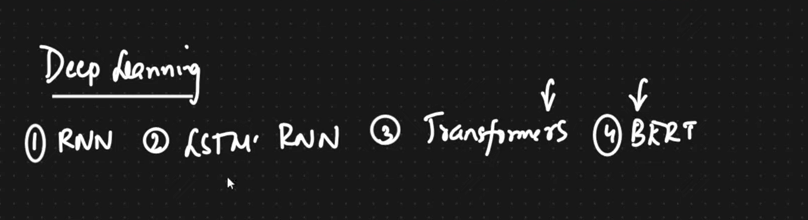 Deep Learning
① RNN ② LSTM RNN ③ Transformers ④ BERT